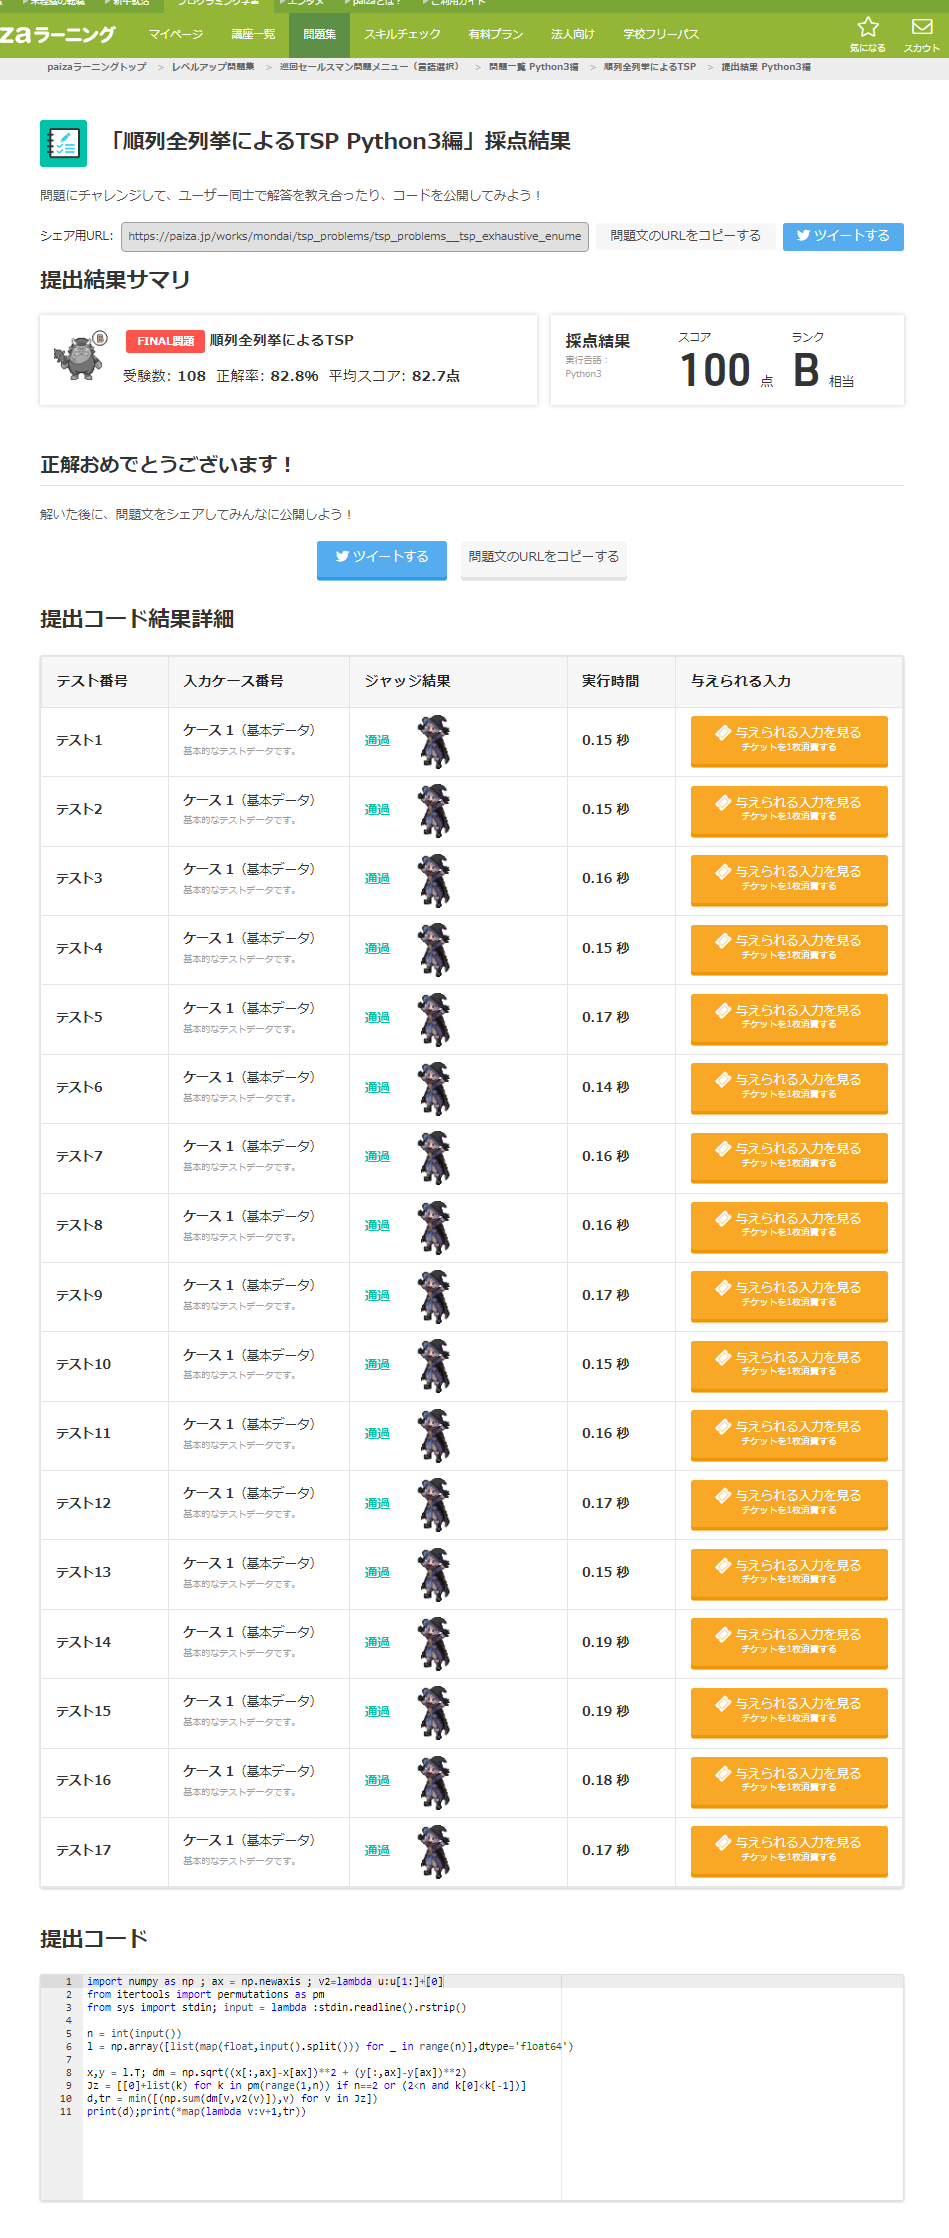 未経験の転職 新卒就活 プログラミング学習 エンタメ paizaとは？ ご利用ガイド
zaラーニング マイページ 講座一覧 問題集 スキルチェック 有料プラン 法人向け 学校フリーパス 気になる スカウト
paizaラーニングトップ > レベルアップ問題集 > 巡回セールスマン問題メニュー（言語選択） > 問題一覧 Python3編 > 順列全列挙によるTSP > 提出結果 Python3編
「順列全列挙によるTSP Python3編」採点結果
問題にチャレンジして、ユーザー同士で解答を教え合ったり、コードを公開してみよう！
シェア用URL: https://paiza.jp/works/mondai/tsp_problems/tsp_problems__tsp_exhaustive_enume 問題文のURLをコピーする ツイートする
提出結果サマリ
B FINAL問題 順列全列挙によるTSP
受験数: 108 正解率: 82.8% 平均スコア: 82.7点
採点結果
実行言語：
Python3
スコア
100 点
ランク
B 相当
正解おめでとうございます！
解いた後に、問題文をシェアしてみんなに公開しよう！
ツイートする 問題文のURLをコピーする
提出コード結果詳細
テスト番号 入力ケース番号 ジャッジ結果 実行時間 与えられる入力
テスト1 ケース 1（基本データ） 通過 0.15 秒 与えられる入力を見る
基本的なテストデータです。 チケットを1枚消費する
テスト2 ケース 1（基本データ） 通過 0.15 秒 与えられる入力を見る
基本的なテストデータです。 チケットを1枚消費する
テスト3 ケース 1（基本データ） 通過 0.16 秒 与えられる入力を見る
基本的なテストデータです。 チケットを1枚消費する
テスト4 ケース 1（基本データ） 通過 0.15 秒 与えられる入力を見る
基本的なテストデータです。 チケットを1枚消費する
テスト5 ケース 1（基本データ） 通過 0.17 秒 与えられる入力を見る
基本的なテストデータです。 チケットを1枚消費する
テスト6 ケース 1（基本データ） 通過 0.14 秒 与えられる入力を見る
基本的なテストデータです。 チケットを1枚消費する
テスト7 ケース 1（基本データ） 通過 0.16 秒 与えられる入力を見る
基本的なテストデータです。 チケットを1枚消費する
テスト8 ケース 1（基本データ） 通過 0.16 秒 与えられる入力を見る
基本的なテストデータです。 チケットを1枚消費する
テスト9 ケース 1（基本データ） 通過 0.17 秒 与えられる入力を見る
基本的なテストデータです。 チケットを1枚消費する
テスト10 ケース 1（基本データ） 通過 0.15 秒 与えられる入力を見る
基本的なテストデータです。 チケットを1枚消費する
テスト11 ケース 1（基本データ） 通過 0.16 秒 与えられる入力を見る
基本的なテストデータです。 チケットを1枚消費する
テスト12 ケース 1（基本データ） 通過 0.17 秒 与えられる入力を見る
基本的なテストデータです。 チケットを1枚消費する
テスト13 ケース 1（基本データ） 通過 0.15 秒 与えられる入力を見る
基本的なテストデータです。 チケットを1枚消費する
テスト14 ケース 1（基本データ） 通過 0.19 秒 与えられる入力を見る
基本的なテストデータです。 チケットを1枚消費する
テスト15 ケース 1（基本データ） 通過 0.19 秒 与えられる入力を見る
基本的なテストデータです。 チケットを1枚消費する
テスト16 ケース 1（基本データ） 通過 0.18 秒 与えられる入力を見る
基本的なテストデータです。 チケットを1枚消費する
テスト17 ケース 1（基本データ） 通過 0.17 秒 与えられる入力を見る
基本的なテストデータです。 チケットを1枚消費する
提出コード
1 import numpy as np ; ax = np.newaxis ; v2=lambda u:u[1:]+[0]
2 from itertools import permutations as pm
3 from sys import stdin; input = lambda :stdin.readline().rstrip()
4
5 n = int(input())
6 l = np.array([list(map(float,input().split())) for _ in range(n)],dtype='float64')
7
8 x,y = l.T; dm = np.sqrt((x[:,ax]-x[ax])**2 + (y[:,ax]-y[ax])**2)
9 Jz = [[0]+list(k) for k in pm(range(1,n)) if n==2 or (2<n and k[0]<k[-1])]
10 d,tr = min([(np.sum(dm[v,v2(v)]),v) for v in Jz])
11 print(d);print(*map(lambda v:v+1,tr))